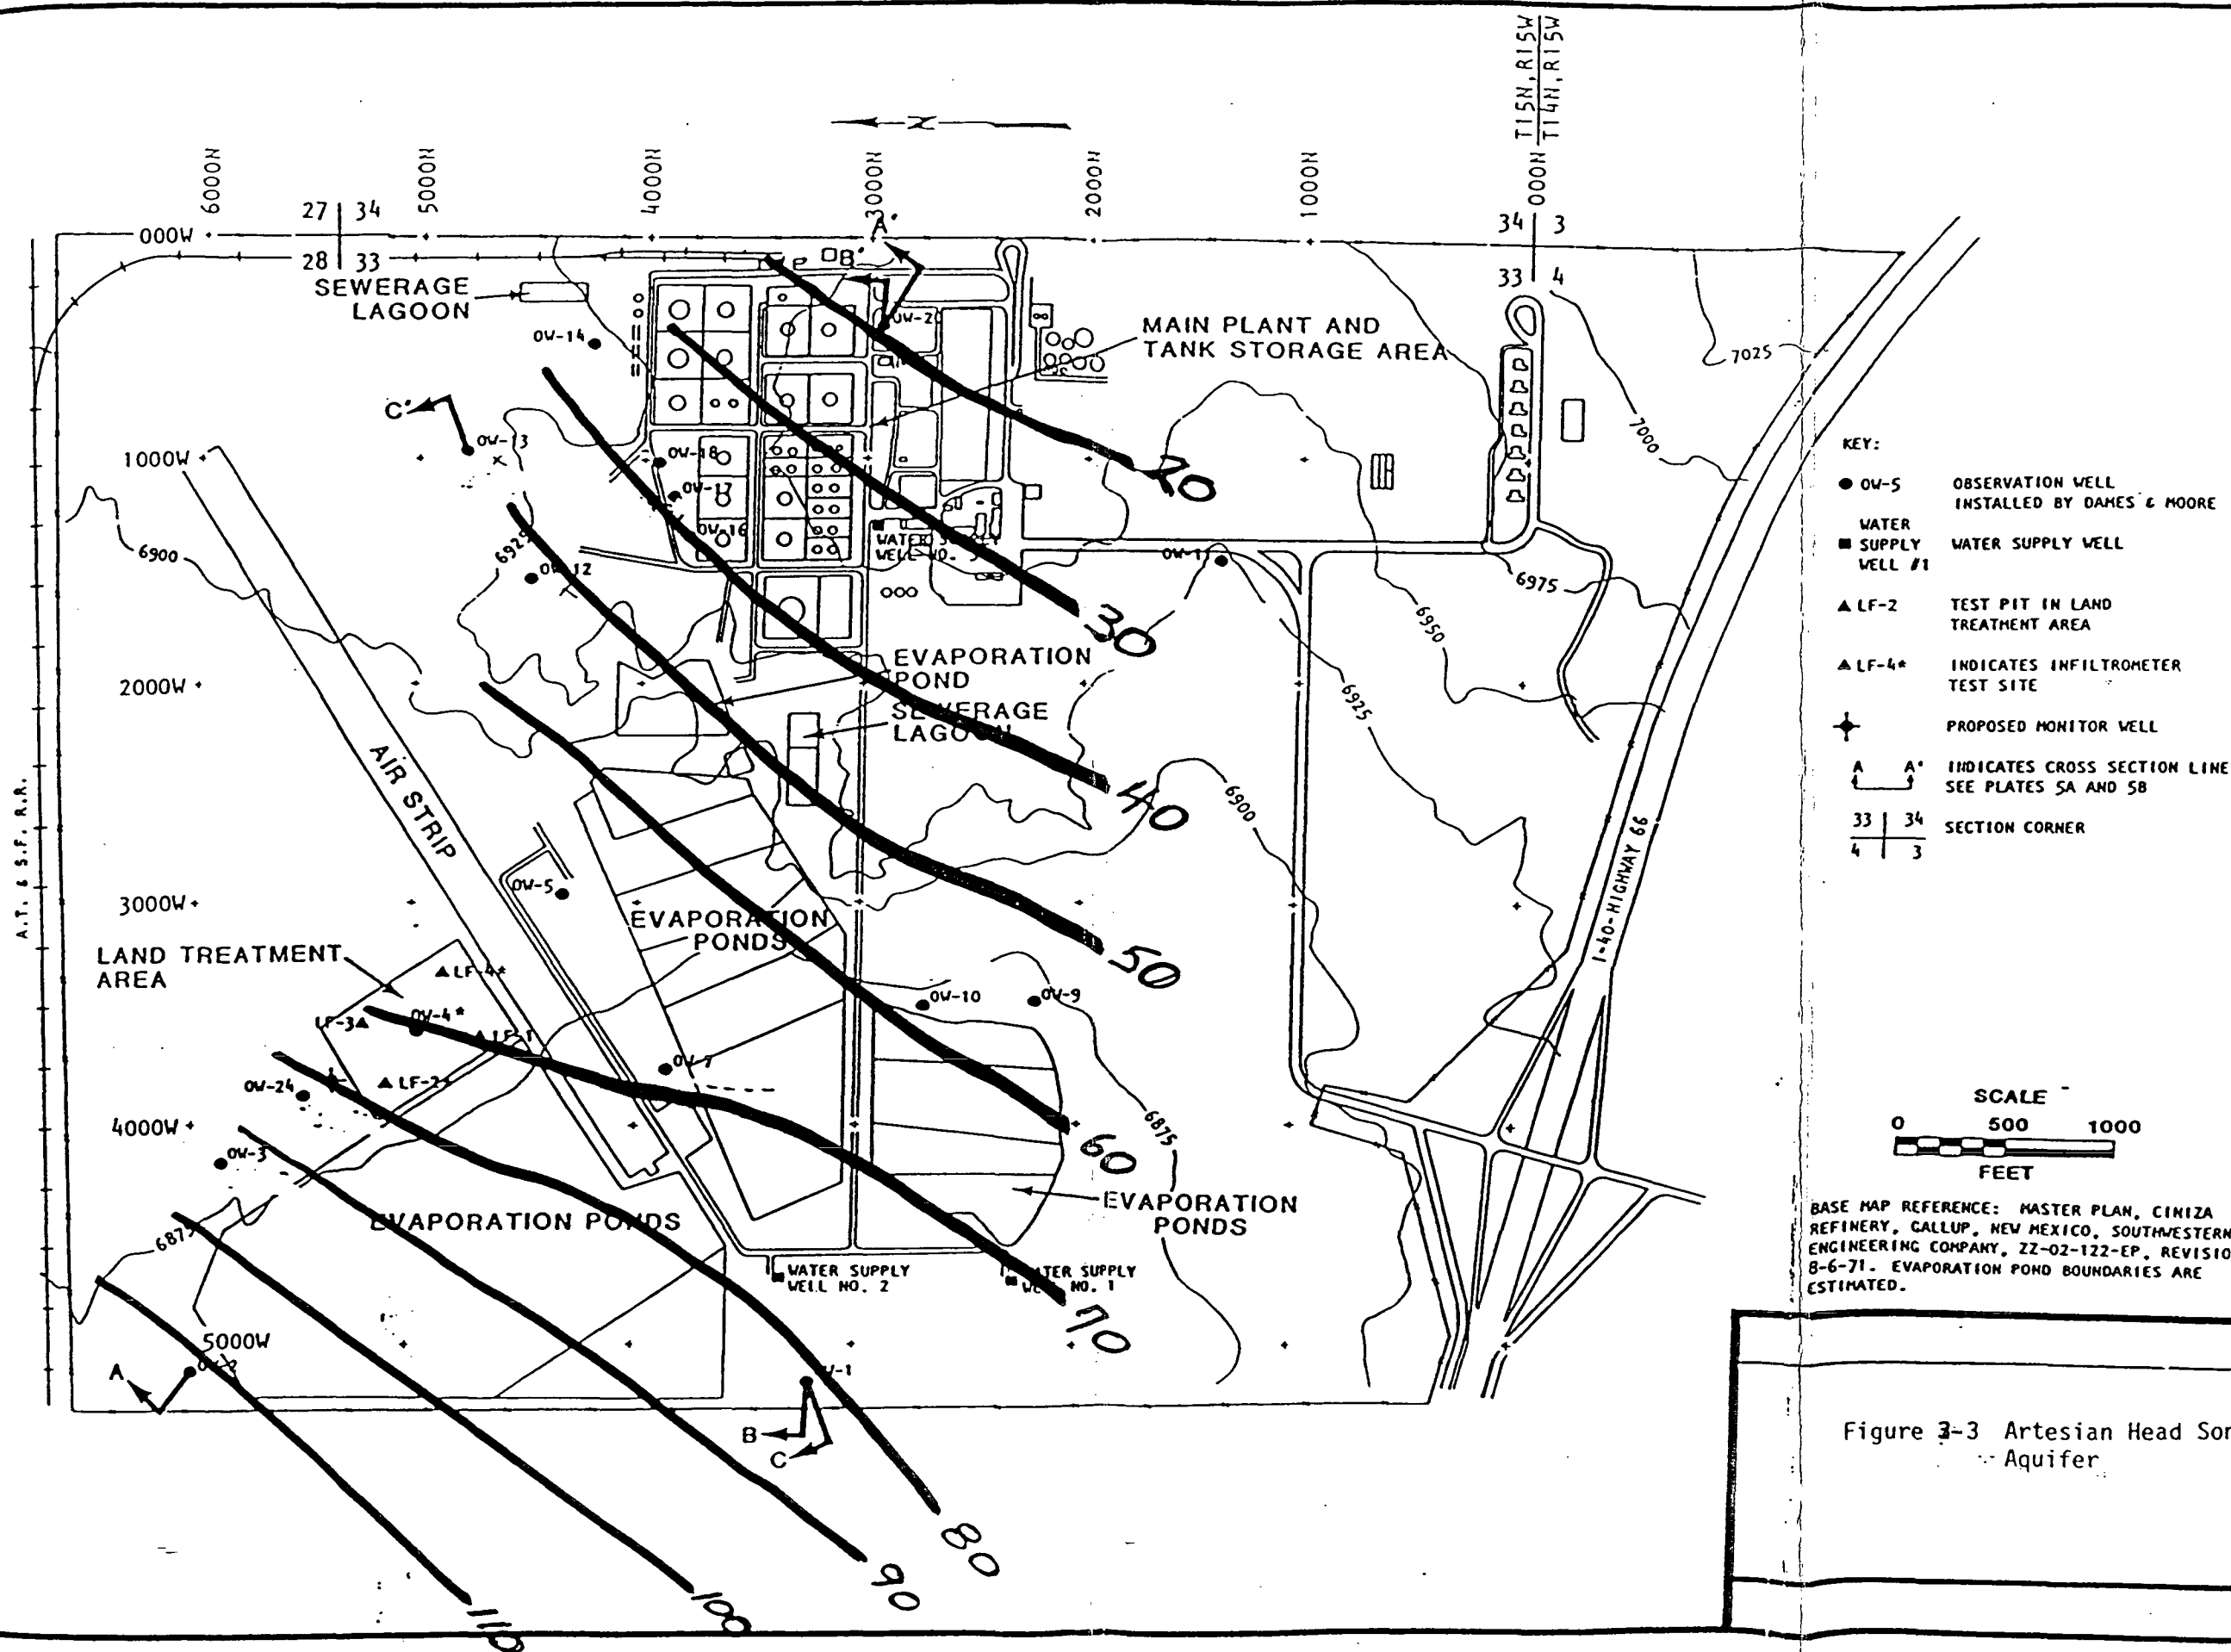 T15N,R15W
T14N,R15W
N
6000N
5000N
4000N
3000N
2000N
1000N
000N
27 34
28 33
34 3
33 4
000W
1000W
2000W
3000W
4000W
5000W
A'
B'
C'
SEWERAGE
LAGOON
OW-14
OW-13
OW-18
OW-17
OW-16
OW-12
OW-11
MAIN PLANT AND
TANK STORAGE AREA
7025
7000
6975
6950
6925
6900
6875
6900
6925
20
30
40
50
60
70
80
90
100
110
EVAPORATION
POND
SEWERAGE
LAGOON
AIR STRIP
A.T. & S.F. R.R.
OW-5
EVAPORATION
PONDS
OW-10
OW-9
LAND TREATMENT
AREA
LF-4*
LF-3
OW-4*
LF-1
LF-2
OW-7
OW-24
OW-3
EVAPORATION PONDS
EVAPORATION
PONDS
WATER SUPPLY
WELL NO. 2
WATER SUPPLY
WELL NO. 1
A
B
C
I-40-HIGHWAY 66
KEY:
OW-5 OBSERVATION WELL
INSTALLED BY DAMES & MOORE
WATER
SUPPLY WATER SUPPLY WELL
WELL #1
LF-2 TEST PIT IN LAND
TREATMENT AREA
LF-4* INDICATES INFILTROMETER
TEST SITE
PROPOSED MONITOR WELL
A A' INDICATES CROSS SECTION LINE
SEE PLATES 5A AND 5B
33 34 SECTION CORNER
4 3
SCALE
0 500 1000
FEET
BASE MAP REFERENCE: MASTER PLAN, CINIZA
REFINERY, GALLUP, NEW MEXICO, SOUTHWESTERN
ENGINEERING COMPANY, ZZ-02-122-EP, REVISIO
8-6-71. EVAPORATION POND BOUNDARIES ARE
ESTIMATED.
Figure 3-3 Artesian Head Son
Aquifer